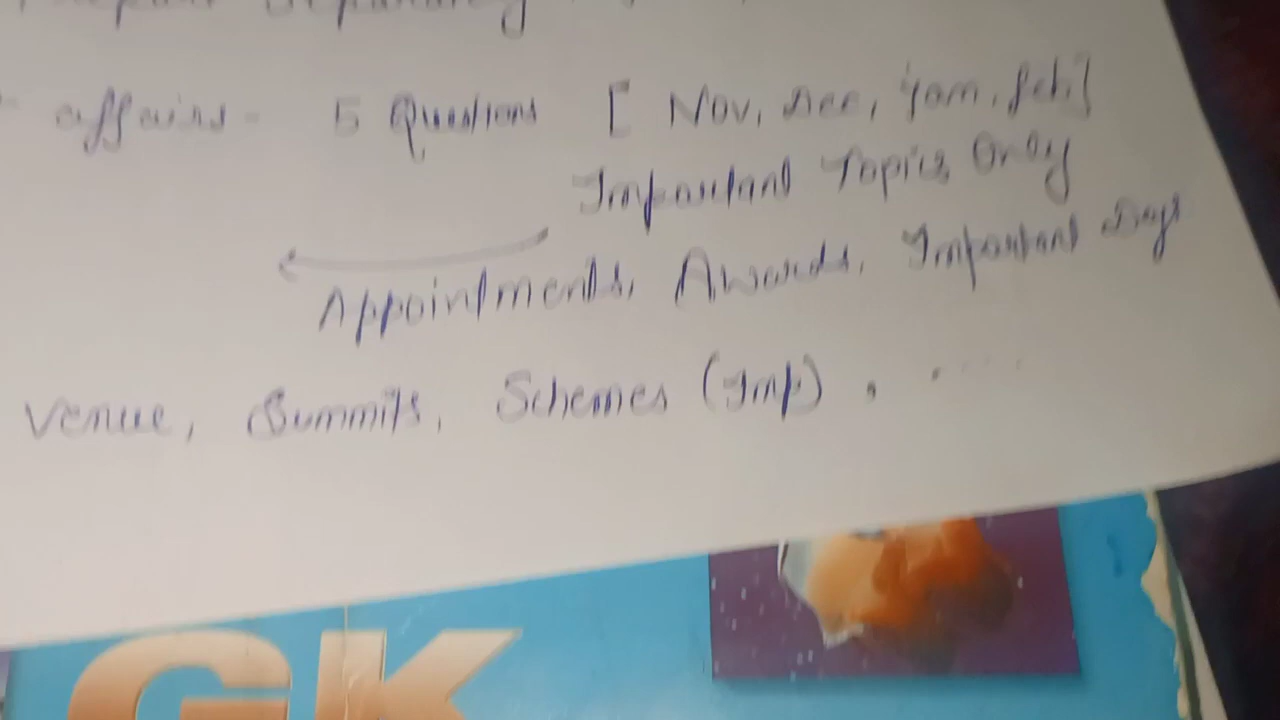 affairs - 5 Questions [ Nov, Dec, Jan, Feb.]
Important Topics Only
Appointments, Awards, Important Days
Venue, Summits, Schemes (Imp) , . ....
GK